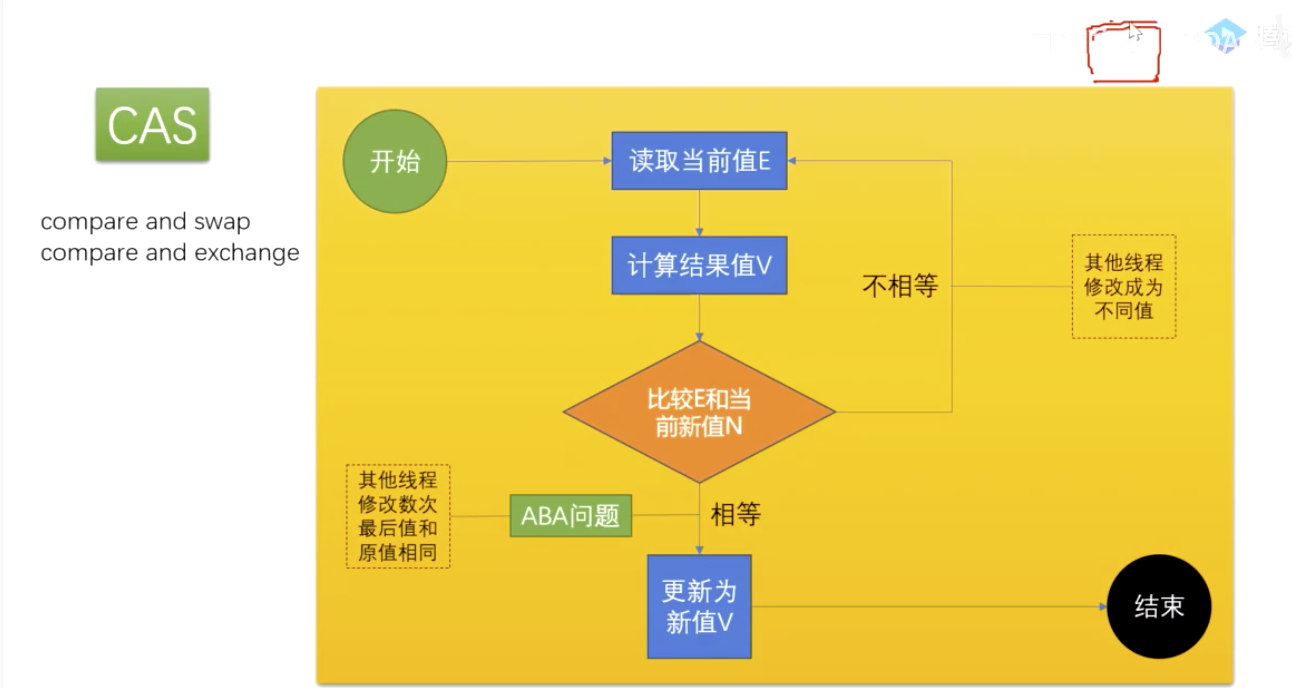 CAS
compare and swap
compare and exchange
开始
读取当前值E
计算结果值V
不相等
其他线程
修改成为
不同值
比较E和当
前新值N
其他线程
修改数次
最后值和
原值相同
ABA问题
相等
更新为
新值V
结束